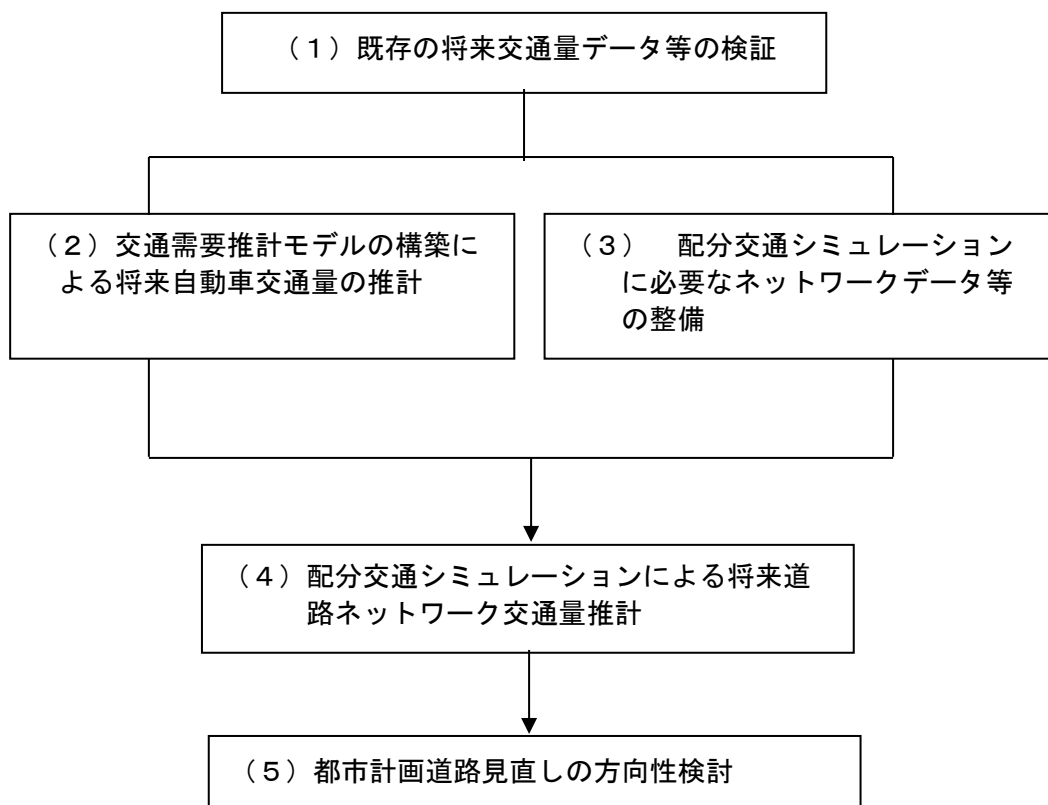 （１）既存の将来交通量データ等の検証
（２）交通需要推計モデルの構築に
よる将来自動車交通量の推計
（３）　配分交通シミュレーション
に必要なネットワークデータ等
の整備
（４）配分交通シミュレーションによる将来道
路ネットワーク交通量推計
（５）都市計画道路見直しの方向性検討